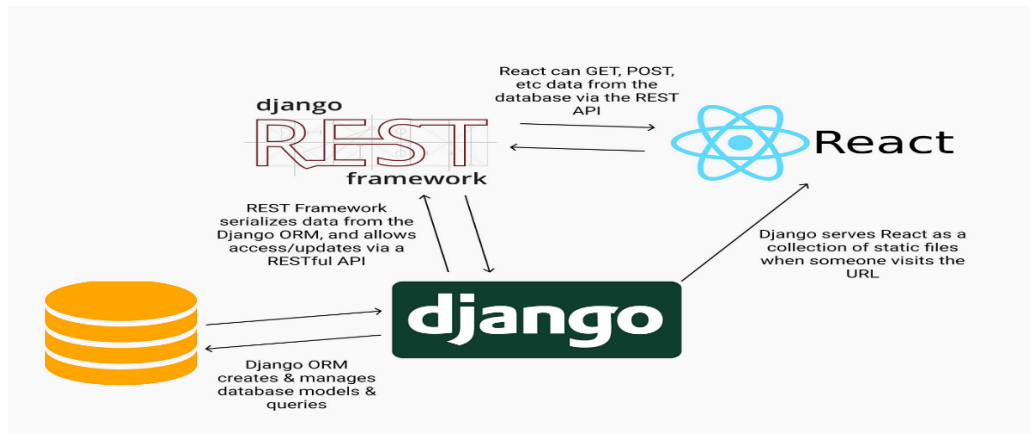 React can GET, POST,
etc data from the
database via the REST
API
django
REST
framework
React
REST Framework
serializes data from the
Django ORM, and allows
access/updates via a
RESTful API
Django serves React as a
collection of static files
when someone visits the
URL
django
Django ORM
creates & manages
database models &
queries